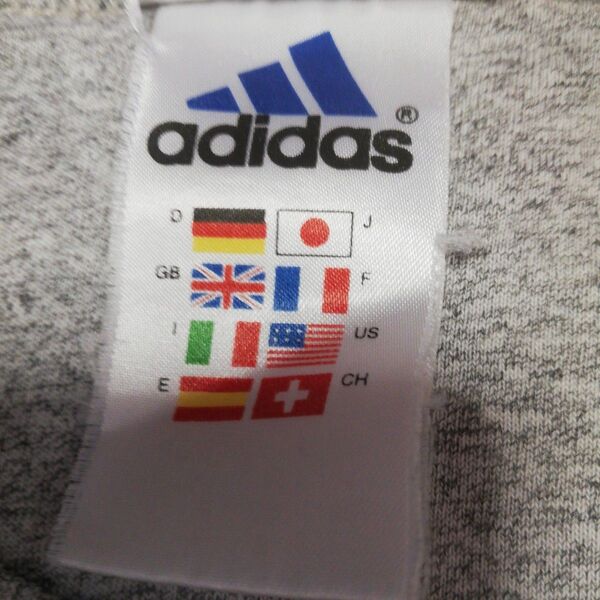 adidas®
D J
GB F
I US
E CH